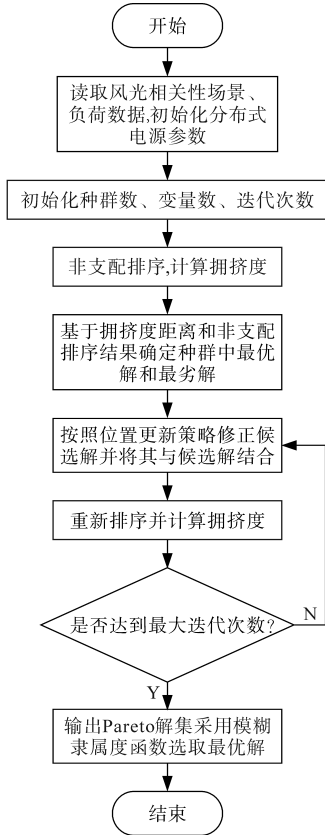 开始
读取风光相关性场景、
负荷数据,初始化分布式
电源参数
初始化种群数、变量数、迭代次数
非支配排序,计算拥挤度
基于拥挤度距离和非支配
排序结果确定种群中最优
解和最劣解
按照位置更新策略修正候
选解并将其与候选解结合
重新排序并计算拥挤度
是否达到最大迭代次数?
N
Y
输出Pareto解集采用模糊
隶属度函数选取最优解
结束